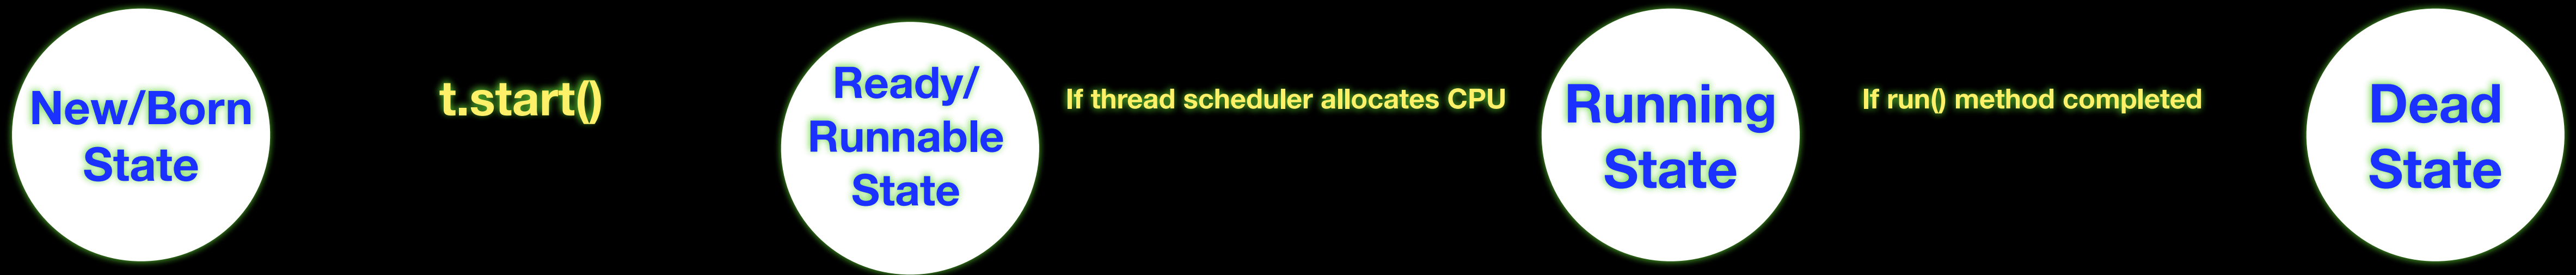 New/Born
State
t.start()
Ready/
Runnable
State
If thread scheduler allocates CPU
Running
State
If run() method completed
Dead
State